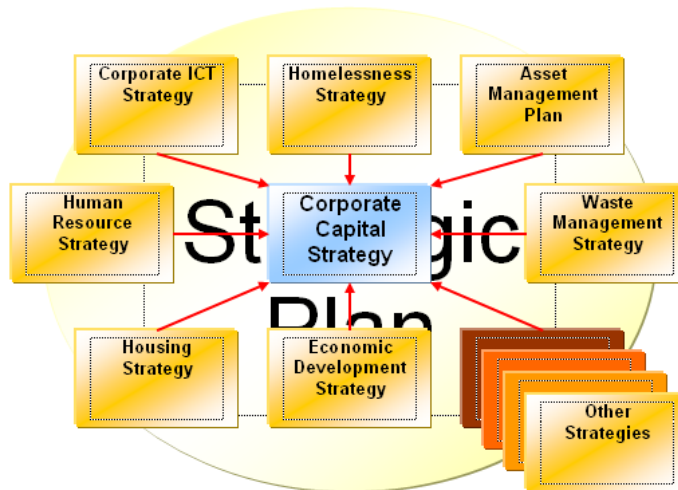 Corporate ICT
Strategy
Homelessness
Strategy
Asset
Management
Plan
Human
Resource
Strategy
Corporate
Capital
Strategy
Waste
Management
Strategy
Housing
Strategy
Economic
Development
Strategy
Other
Strategies
Plan